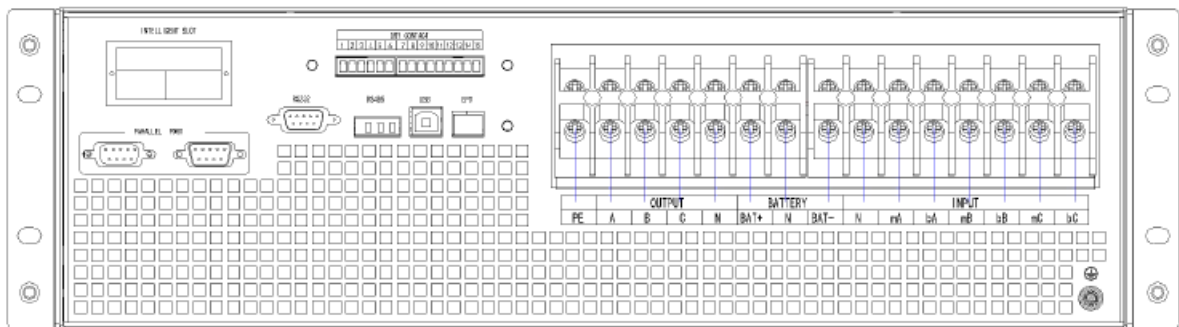 INTELLIGENT SLOT
DRY CONTACT
1 2 3 4 5 6 7 8 9 10 11 12 13 14 15
RS232 RS485 USB EPO
PARALLEL PORT
OUTPUT BATTERY INPUT
PE A B C N BAT+ N BAT- N mA bA mB bB mC bC